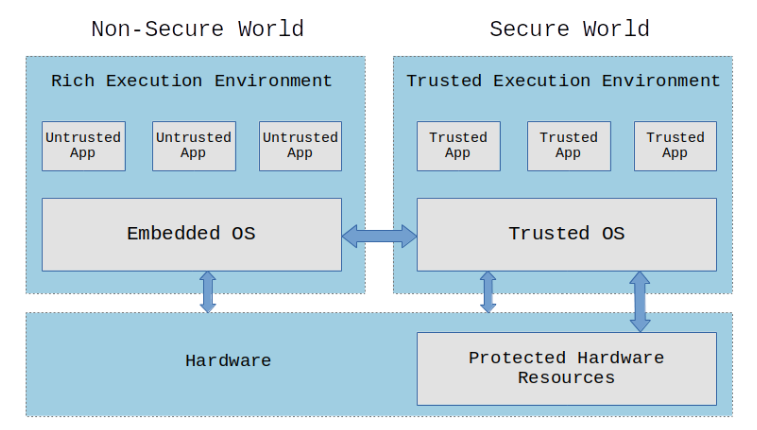 Non-Secure World
Secure World
Rich Execution Environment
Trusted Execution Environment
Untrusted
App
Untrusted
App
Untrusted
App
Trusted
App
Trusted
App
Trusted
App
Embedded OS
Trusted OS
Hardware
Protected Hardware
Resources